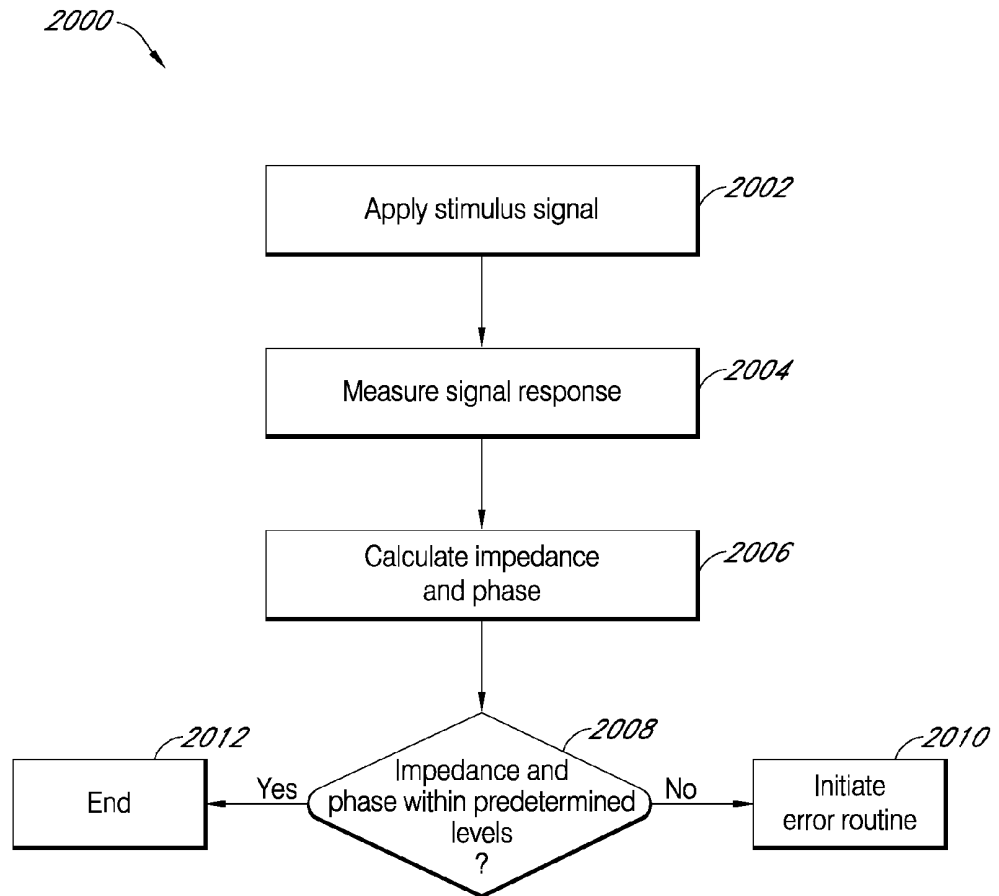 2000
2002
Apply stimulus signal
2004
Measure signal response
2006
Calculate impedance
and phase
2008
Impedance and
phase within predetermined
levels
?
Yes
No
2012
End
2010
Initiate
error routine